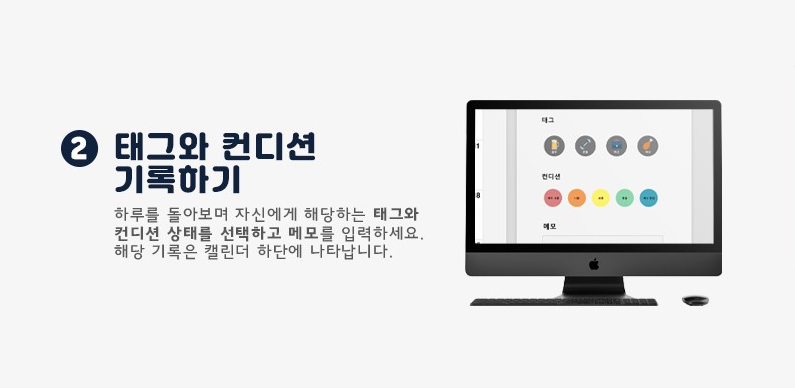 2 태그와 컨디션
기록하기
하루를 돌아보며 자신에게 해당하는 태그와
컨디션 상태를 선택하고 메모를 입력하세요.
해당 기록은 캘린더 하단에 나타납니다.
태그
1
컨디션
8
메모